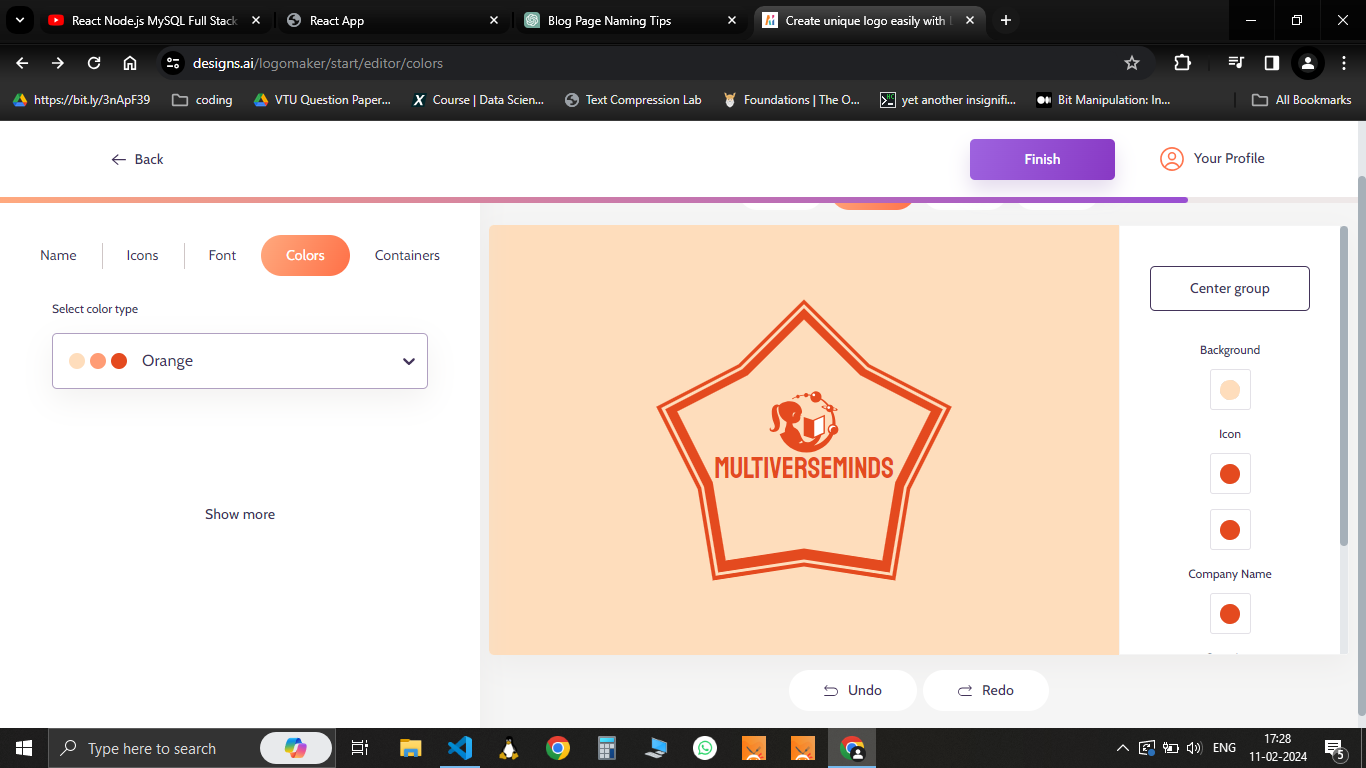 React Node.js MySQL Full Stack
React App
Blog Page Naming Tips
Create unique logo easily with
designs.ai/logomaker/start/editor/colors
https://bit.ly/3nApF39
coding
VTU Question Paper...
Course | Data Scien...
Text Compression Lab
Foundations | The O...
yet another insignifi...
Bit Manipulation: In...
All Bookmarks
Back
Finish
Your Profile
Name
Icons
Font
Colors
Containers
Select color type
Orange
Show more
MULTIVERSEMINDS
Center group
Background
Icon
Company Name
Undo
Redo
Type here to search
ENG
17:28
11-02-2024
5